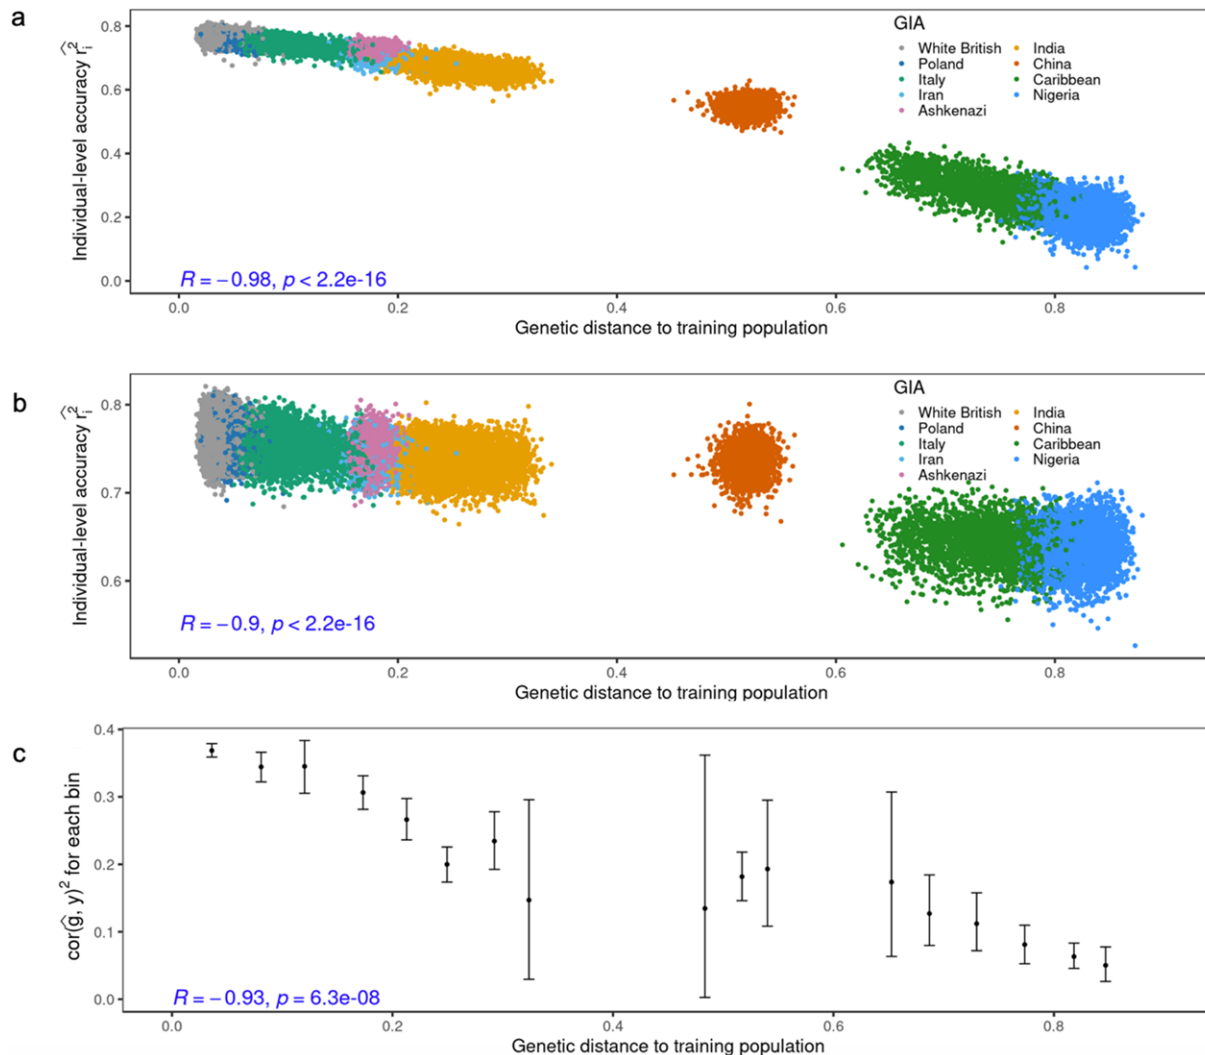 a
Individual-level accuracy r̂ᵢ²
0.8
0.6
0.4
0.2
0.0
GIA
White British
Poland
Italy
Iran
Ashkenazi
India
China
Caribbean
Nigeria
R = −0.98, p < 2.2e-16
0.0 0.2 0.4 0.6 0.8
Genetic distance to training population
b
Individual-level accuracy r̂ᵢ²
0.8
0.7
0.6
GIA
White British
Poland
Italy
Iran
Ashkenazi
India
China
Caribbean
Nigeria
R = −0.9, p < 2.2e-16
0.0 0.2 0.4 0.6 0.8
Genetic distance to training population
c
cor(ĝ, y)² for each bin
0.4
0.3
0.2
0.1
0.0
R = −0.93, p = 6.3e-08
0.0 0.2 0.4 0.6 0.8
Genetic distance to training population